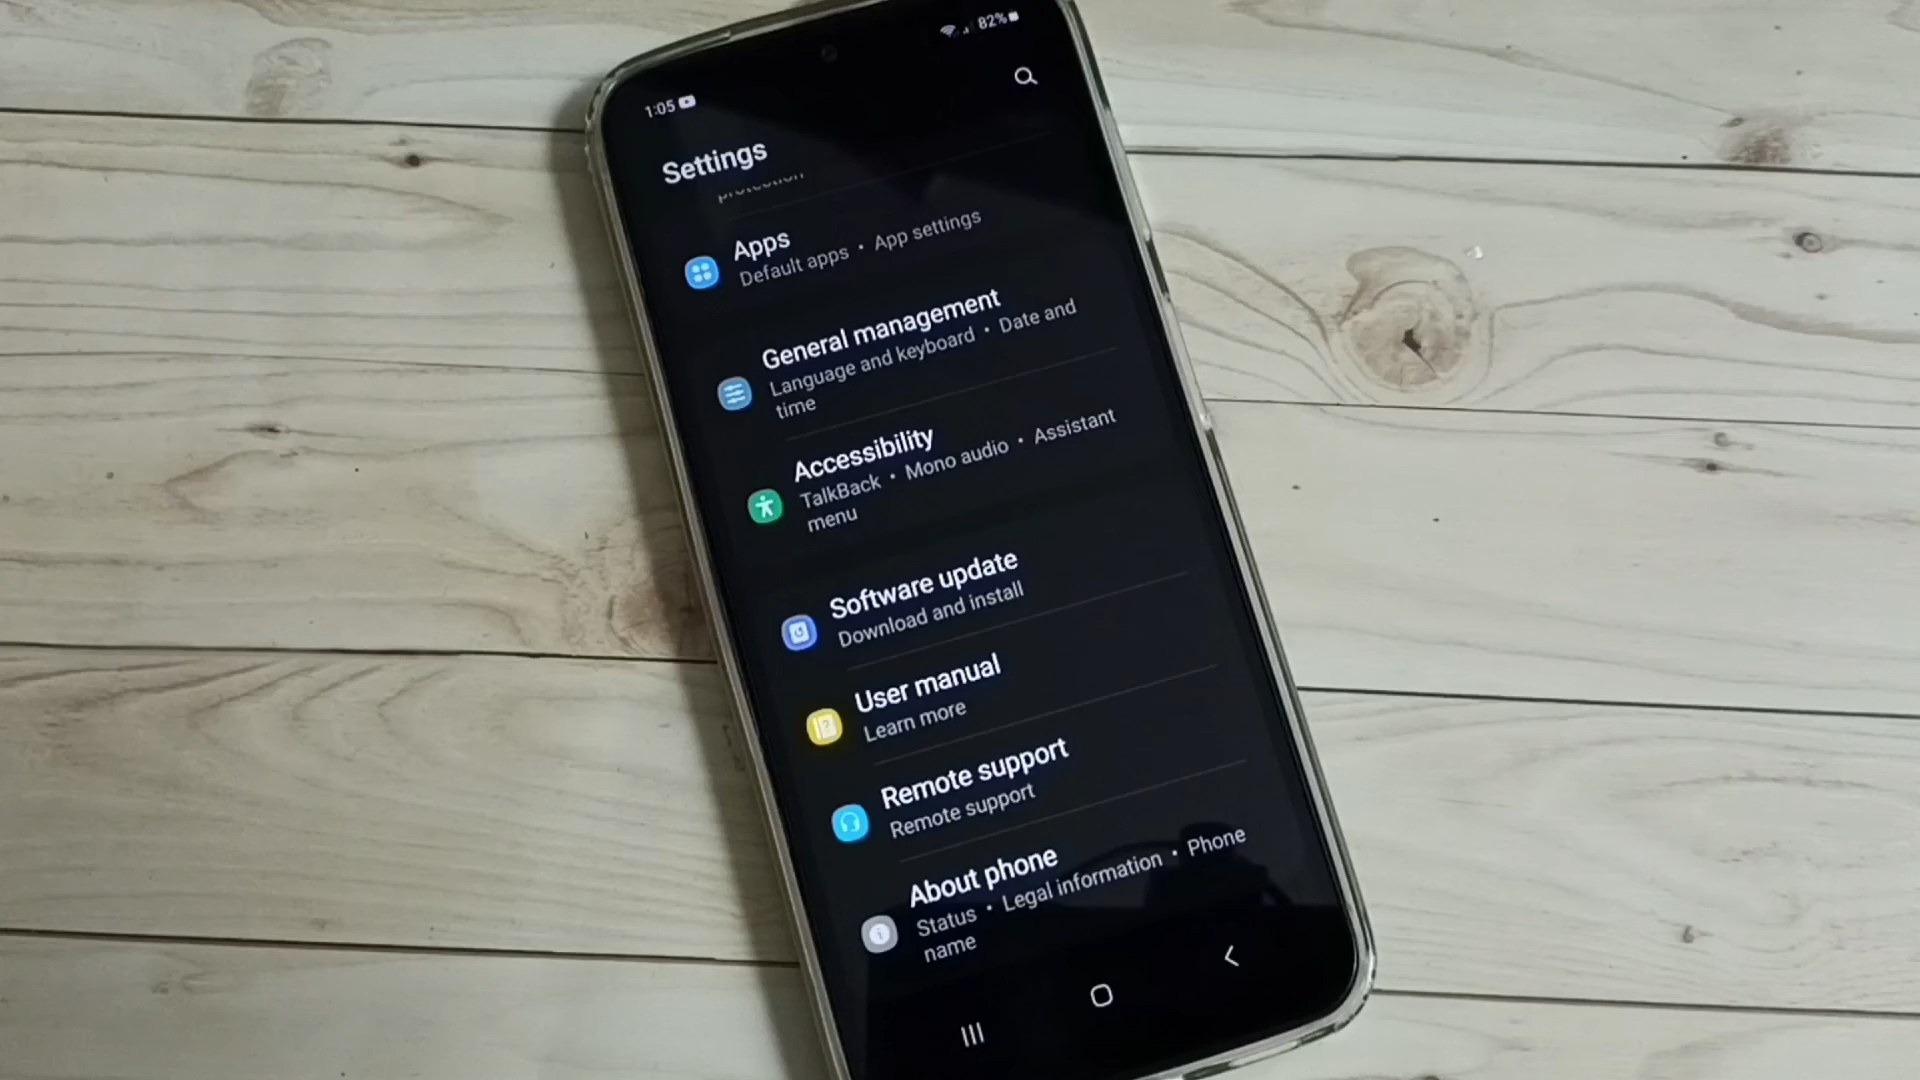 1:05
82%
Settings
protection
Apps
Default apps • App settings
General management
Language and keyboard • Date and
time
Accessibility
TalkBack • Mono audio • Assistant
menu
Software update
Download and install
User manual
Learn more
Remote support
Remote support
About phone
Status • Legal information • Phone
name